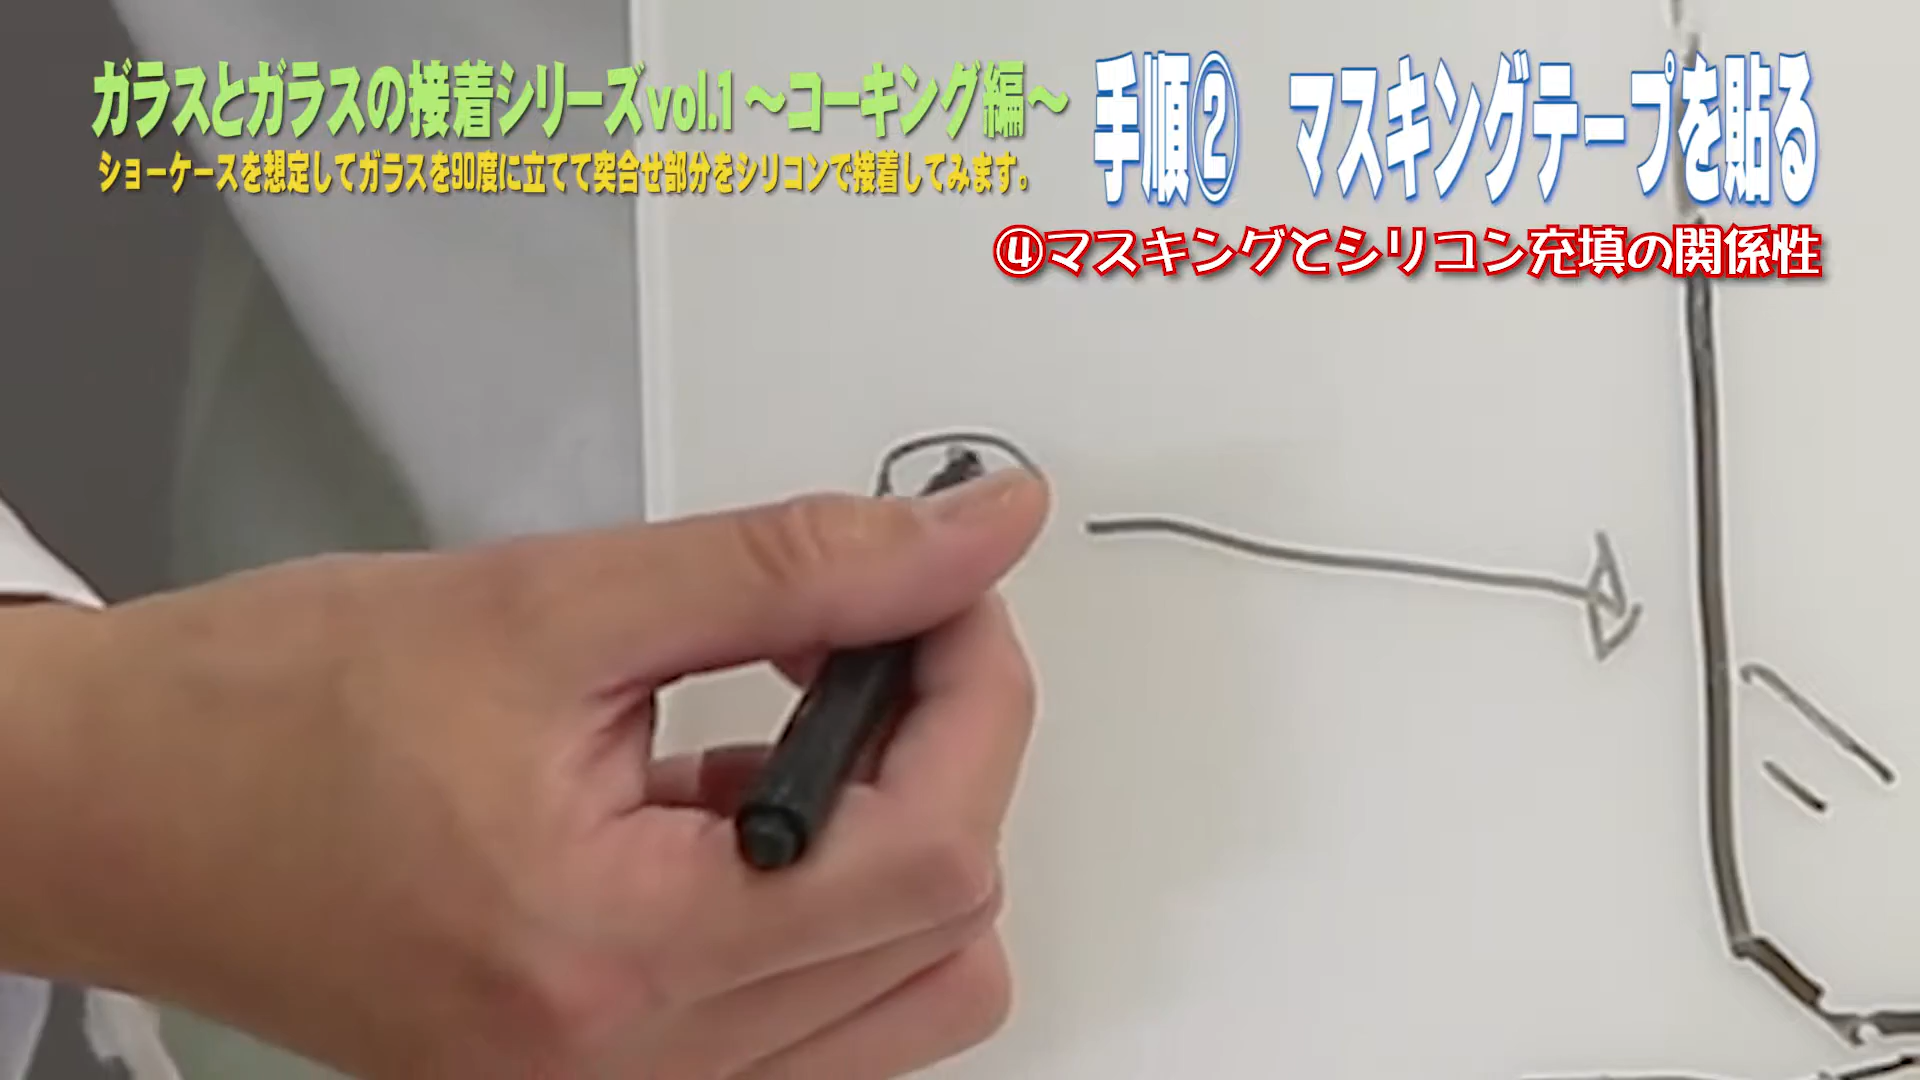 ガラスとガラスの接着シリーズvol.1～コーキング編～
ショーケースを想定してガラスを90度に立てて突合せ部分をシリコンで接着してみます。
手順② マスキングテープを貼る
④マスキングとシリコン充填の関係性